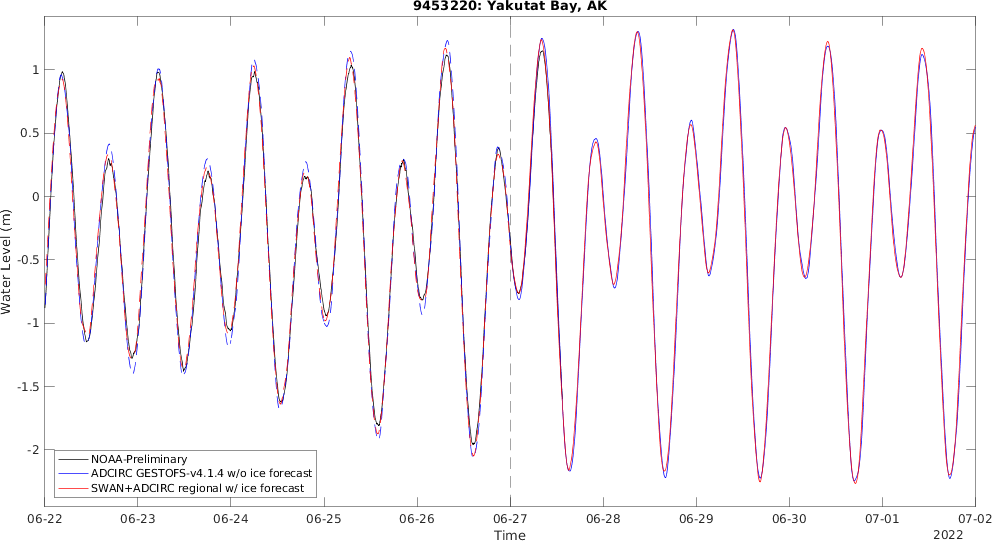 9453220: Yakutat Bay, AK
Water Level (m)
1
0.5
0
-0.5
-1
-1.5
-2
NOAA-Preliminary
ADCIRC GESTOFS-v4.1.4 w/o ice forecast
SWAN+ADCIRC regional w/ ice forecast
06-22 06-23 06-24 06-25 06-26 06-27 06-28 06-29 06-30 07-01 07-02
Time
2022